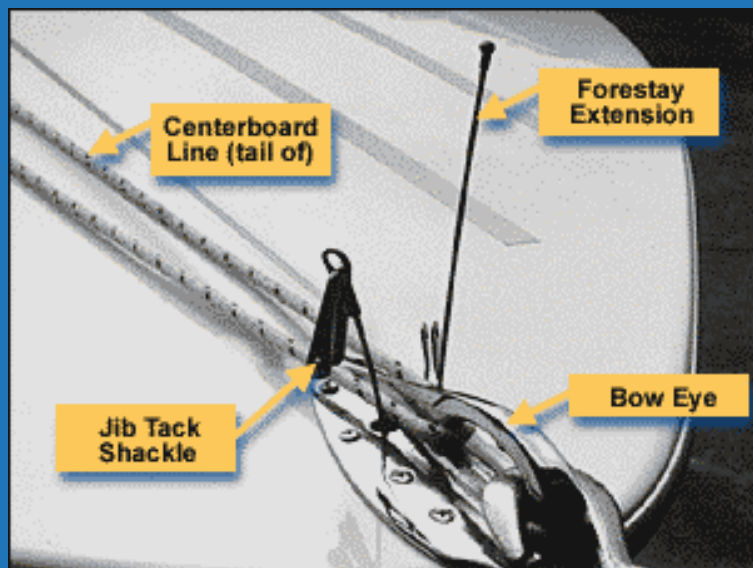 Centerboard
Line (tail of)
Forestay
Extension
Jib Tack
Shackle
Bow Eye